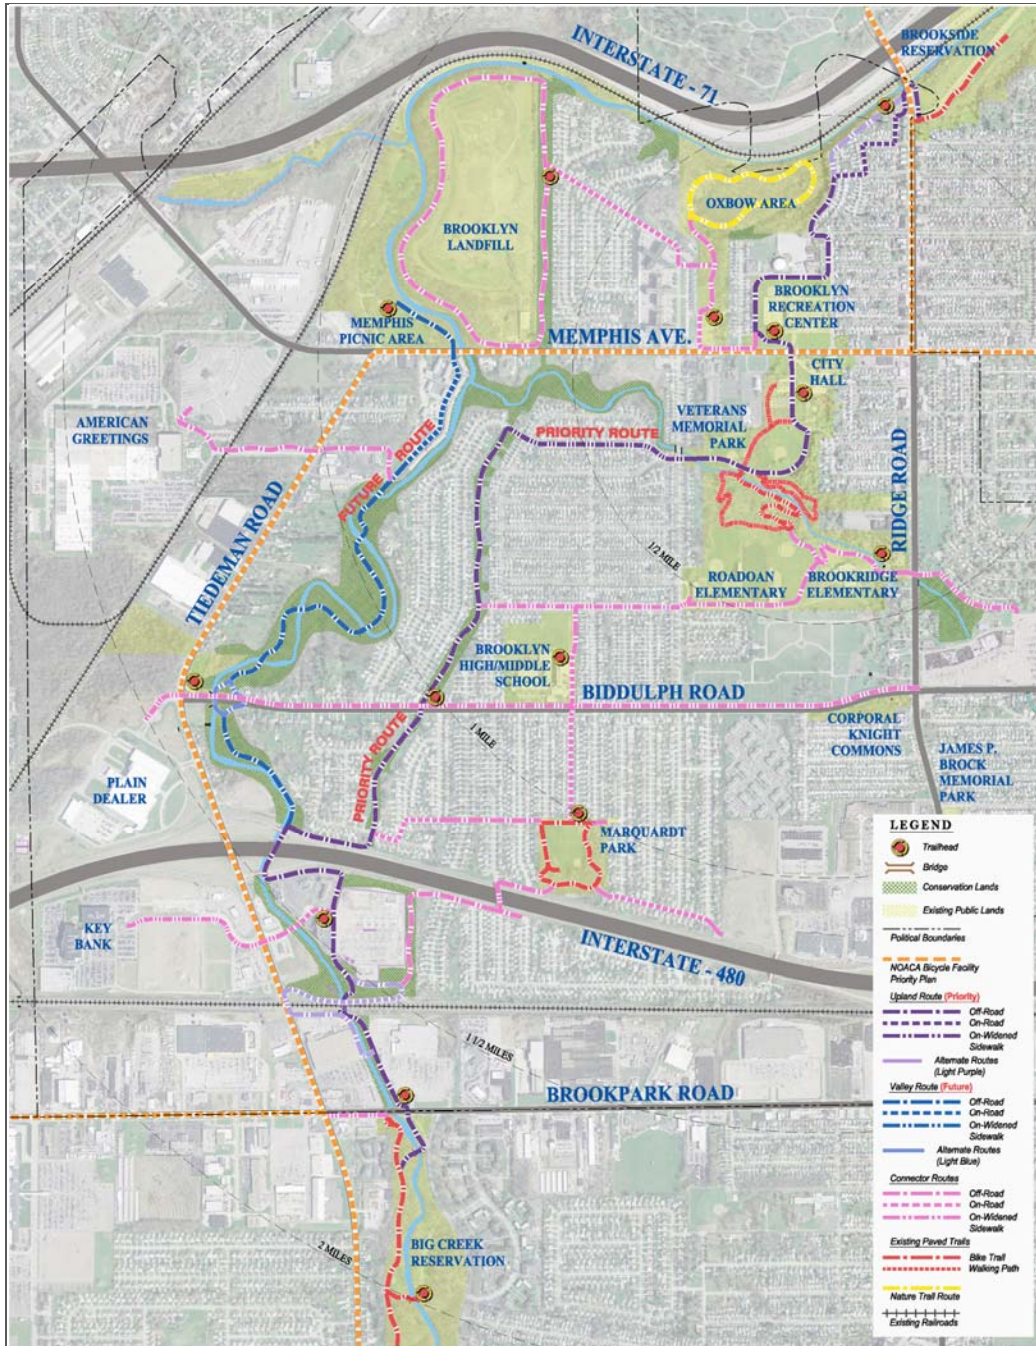 BROOKSIDE
RESERVATION
INTERSTATE - 71
OXBOW AREA
BROOKLYN
LANDFILL
BROOKLYN
RECREATION
CENTER
MEMPHIS
PICNIC AREA
MEMPHIS AVE.
CITY
HALL
AMERICAN
GREETINGS
VETERANS
MEMORIAL
PARK
PRIORITY ROUTE
FUTURE ROUTE
TIEDEMAN ROAD
RIDGE ROAD
1/2 MILE
ROADOAN
ELEMENTARY
BROOKRIDGE
ELEMENTARY
BROOKLYN
HIGH/MIDDLE
SCHOOL
BIDDULPH ROAD
CORPORAL
KNIGHT
COMMONS
PRIORITY ROUTE
1 MILE
JAMES P.
BROCK
MEMORIAL
PARK
PLAIN
DEALER
MARQUARDT
PARK
KEY
BANK
INTERSTATE - 480
1 1/2 MILES
BROOKPARK ROAD
2 MILES
BIG CREEK
RESERVATION
LEGEND
Trailhead
Bridge
Conservation Lands
Existing Public Lands
Political Boundaries
NOACA Bicycle Facility
Priority Plan
Upland Route (Priority)
Off-Road
On-Road
On-Widened
Sidewalk
Alternate Routes
(Light Purple)
Valley Route (Future)
Off-Road
On-Road
On-Widened
Sidewalk
Alternate Routes
(Light Blue)
Connector Routes
Off-Road
On-Road
On-Widened
Sidewalk
Existing Paved Trails
Bike Trail
Walking Path
Nature Trail Route
Existing Railroads